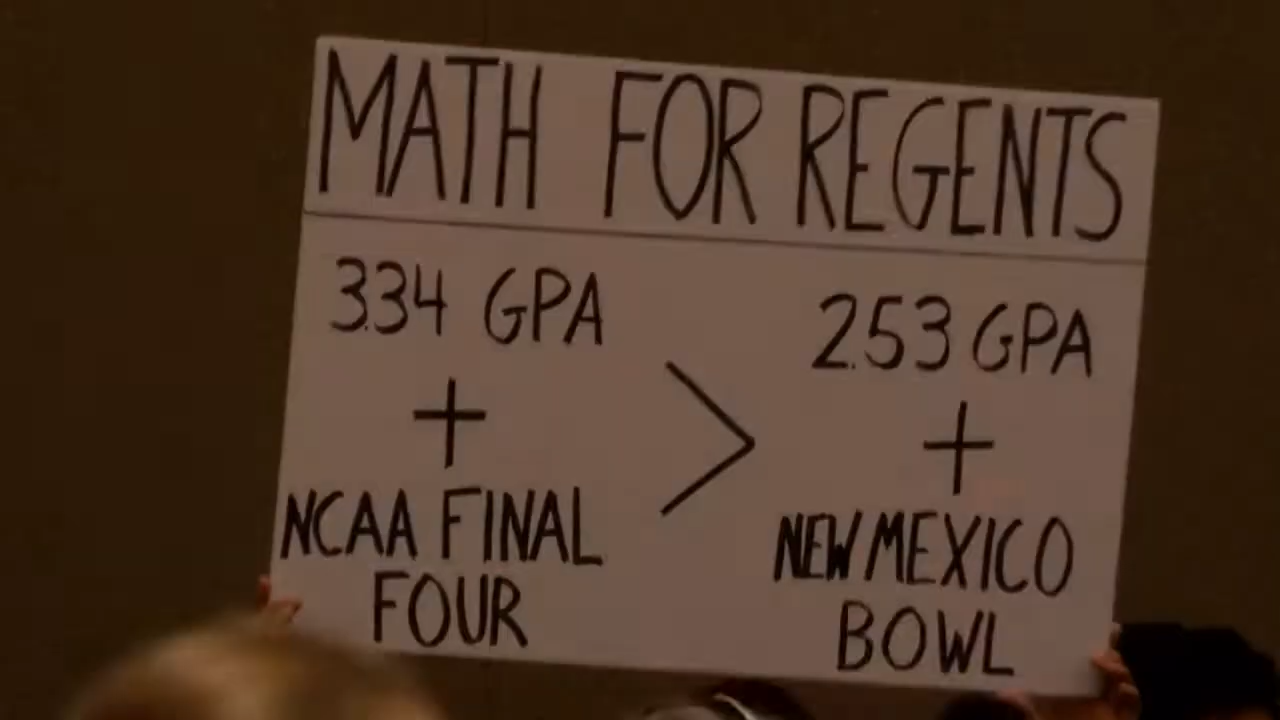 MATH FOR REGENTS
3.34 GPA
+
NCAA FINAL
FOUR
>
2.53 GPA
+
NEW MEXICO
BOWL